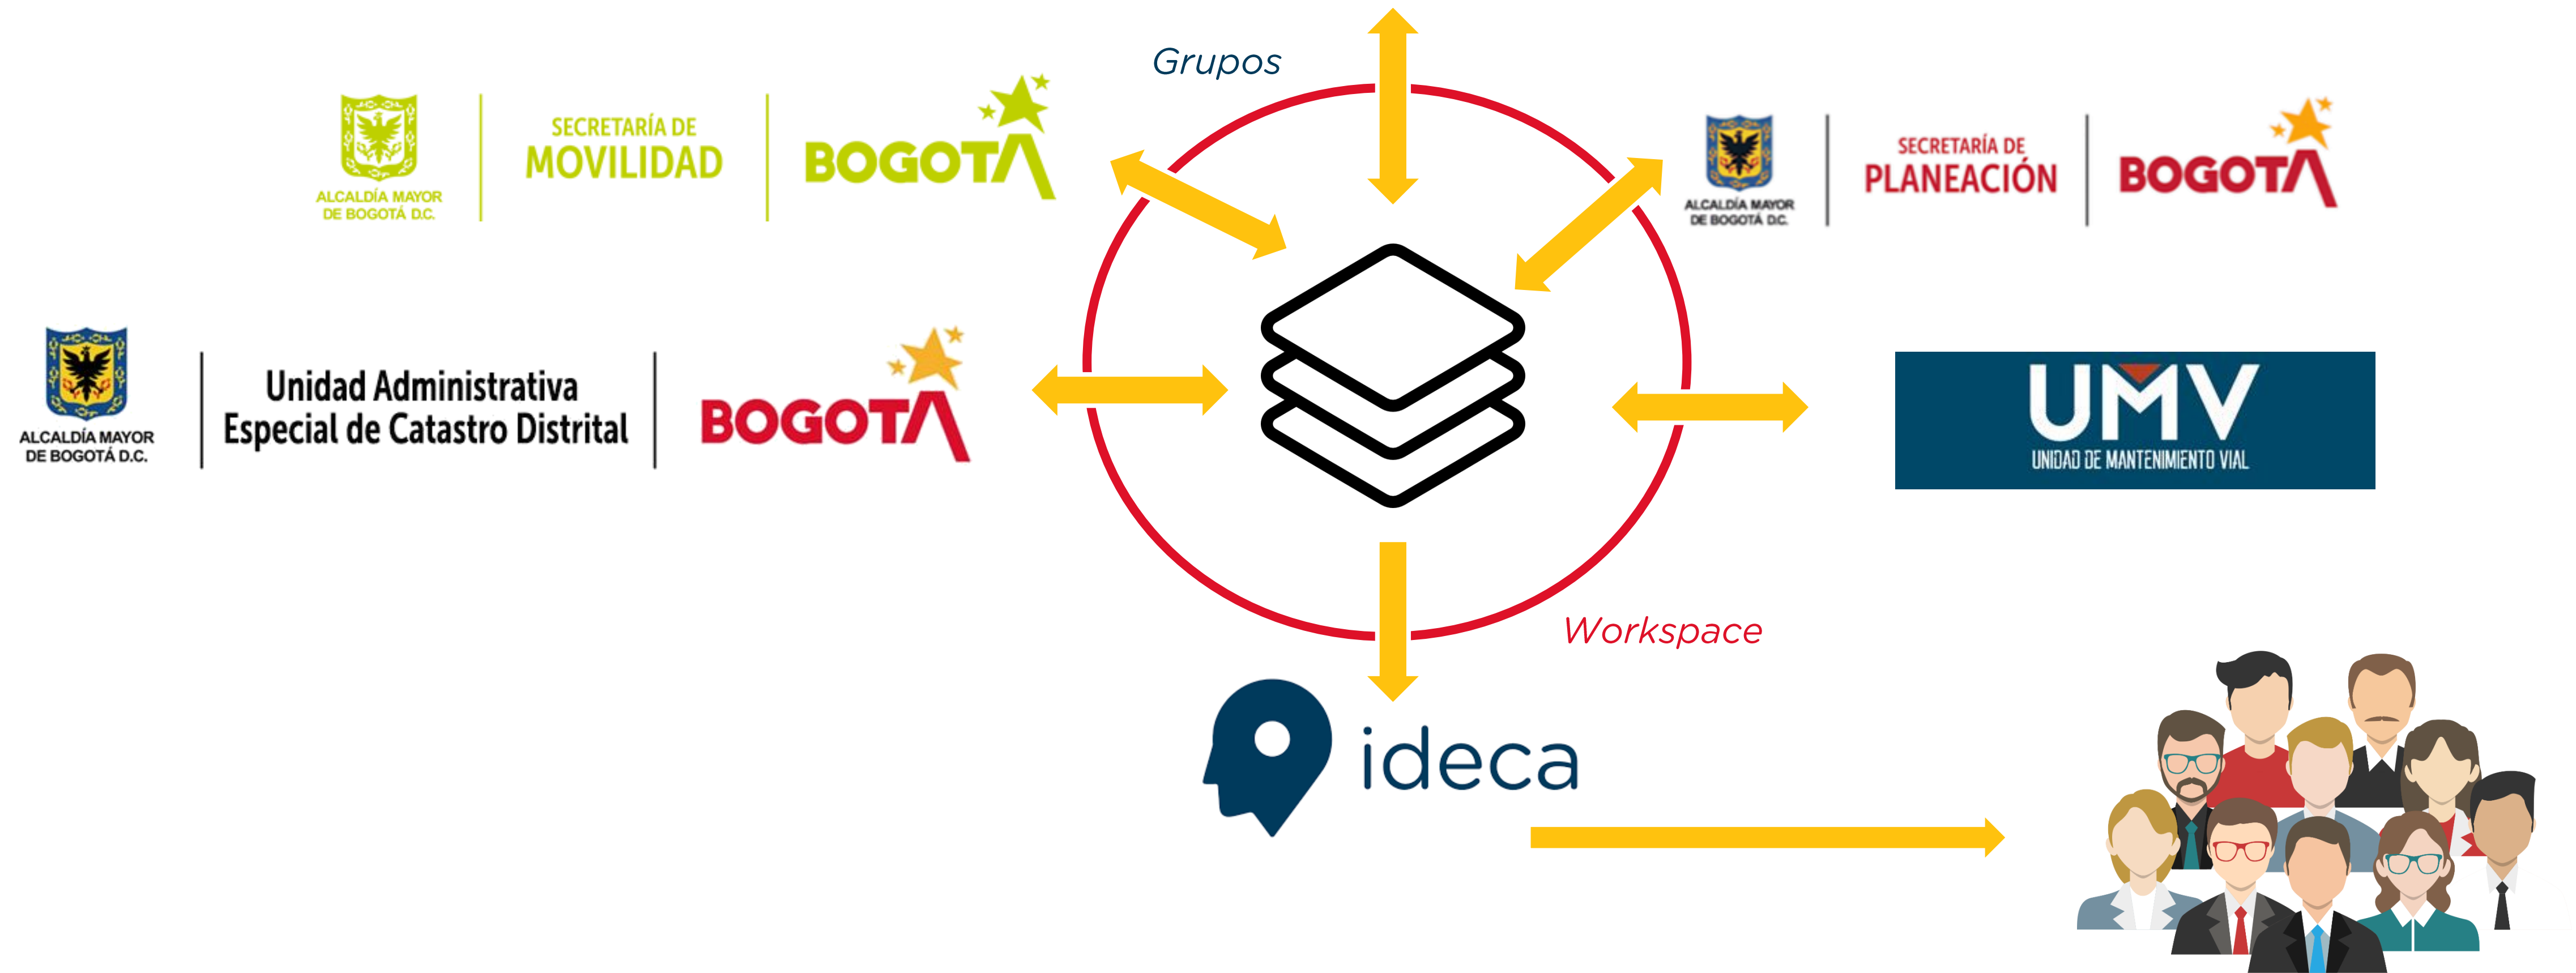 Grupos
ALCALDÍA MAYOR
DE BOGOTÁ D.C.
SECRETARÍA DE
MOVILIDAD
BOGOTÁ
ALCALDÍA MAYOR
DE BOGOTÁ D.C.
SECRETARÍA DE
PLANEACIÓN
BOGOTÁ
ALCALDÍA MAYOR
DE BOGOTÁ D.C.
Unidad Administrativa
Especial de Catastro Distrital
BOGOTÁ
UMV
UNIDAD DE MANTENIMIENTO VIAL
Workspace
ideca